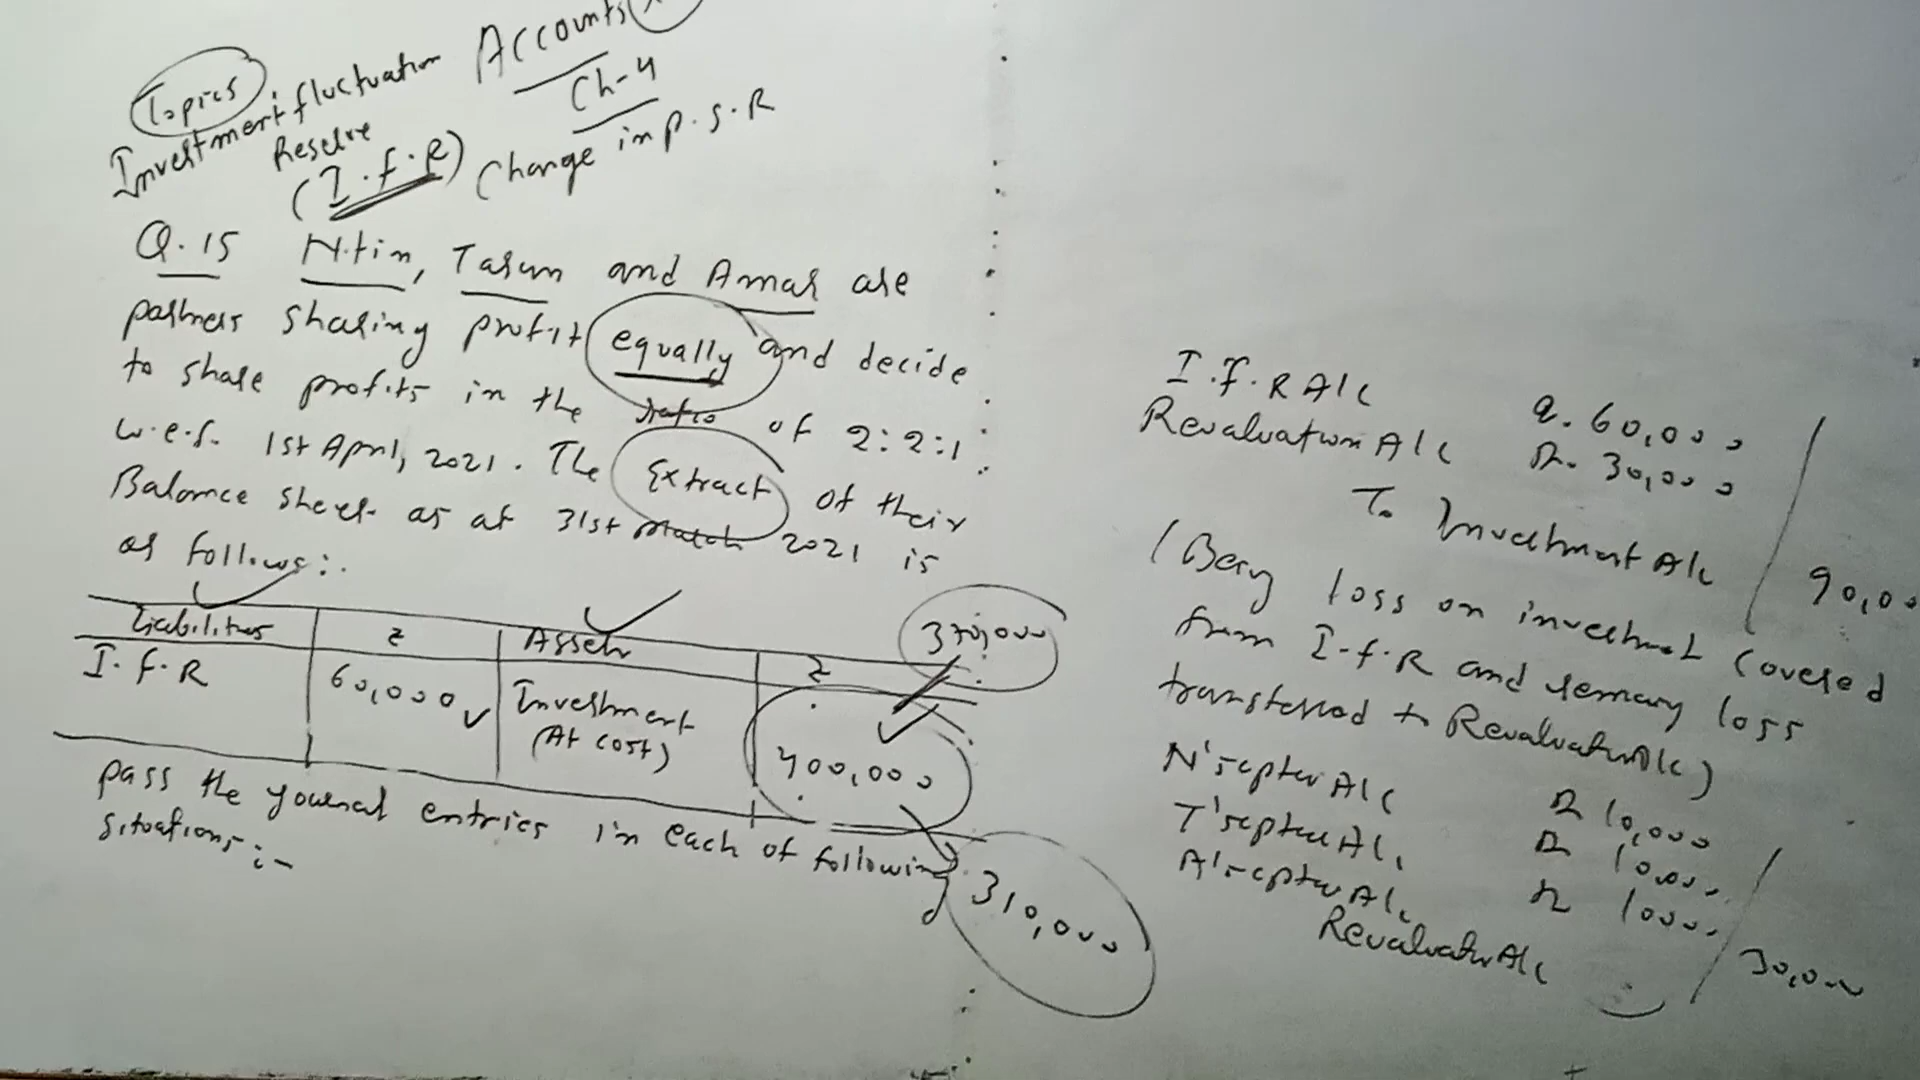 Accounts
Ch-4
Change in P.S.R
Topics
Investment fluctuation
Reserve
(I.F.R)
Q.15 Nitin, Tarun and Amar are
partners sharing profit equally and decide
to share profits in the ratio of 2:2:1
w.e.f. 1st April, 2021. The Extract of their
Balance sheet as at 31st March 2021 is
as follows:-
Liabilities ₹ Assets ₹
370,000
I.F.R 60,000 Investment
(At cost) 400,000
pass the journal entries in each of following
situations:-
310,000
I.F.R A/c Dr. 60,000
Revaluation A/c Dr. 30,000
To Investment A/c 90,00
(Being loss on investment covered
from I.F.R and remaining loss
transferred to Revaluation A/c)
N's capital A/c Dr 10,000
T's capital A/c Dr 10,000
A's capital A/c Dr 10000
Revaluation A/c 30,000